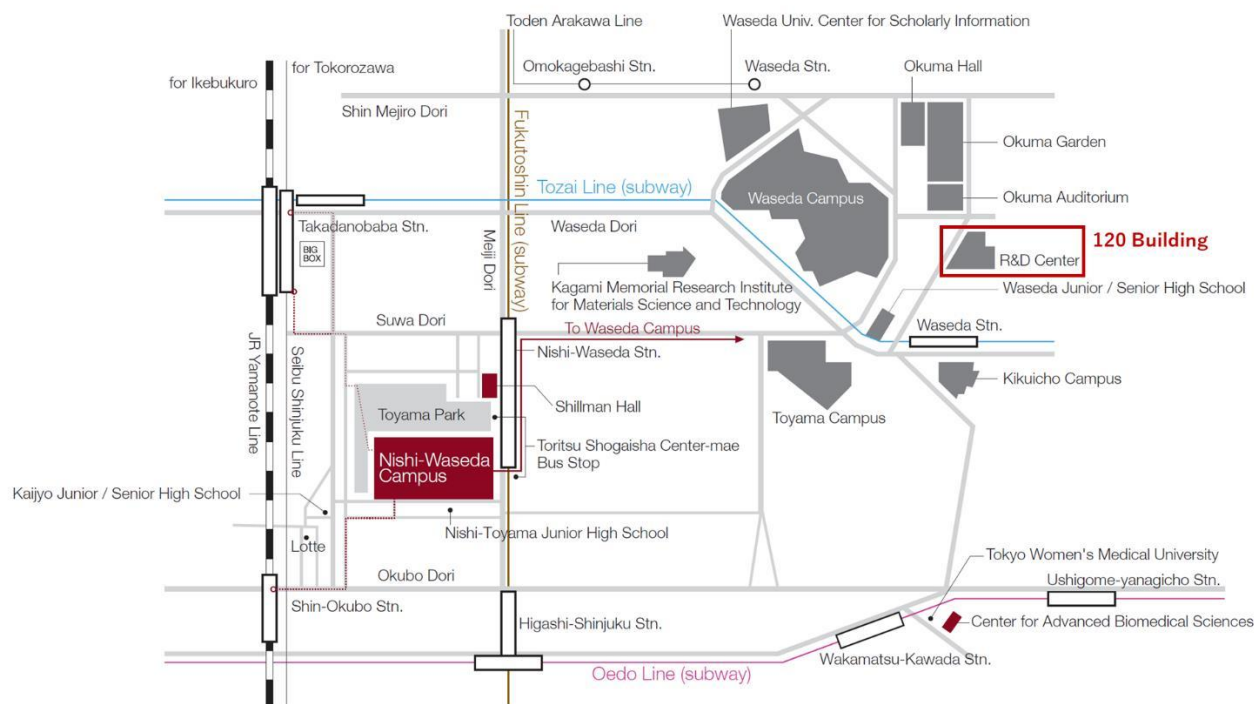 Toden Arakawa Line
Waseda Univ. Center for Scholarly Information
for Tokorozawa
for Ikebukuro
Omokagebashi Stn.
Waseda Stn.
Okuma Hall
Shin Mejiro Dori
Fukutoshin Line (subway)
Okuma Garden
Tozai Line (subway)
Waseda Campus
Okuma Auditorium
Takadanobaba Stn.
Meiji Dori
Waseda Dori
120 Building
BIG
BOX
R&D Center
Kagami Memorial Research Institute
for Materials Science and Technology
Waseda Junior / Senior High School
Suwa Dori
To Waseda Campus
Waseda Stn.
JR Yamanote Line
Seibu Shinjuku Line
Nishi-Waseda Stn.
Kikuicho Campus
Shillman Hall
Toyama Park
Toyama Campus
Nishi-Waseda
Campus
Toritsu Shogaisha Center-mae
Bus Stop
Kaijyo Junior / Senior High School
Nishi-Toyama Junior High School
Lotte
Tokyo Women's Medical University
Okubo Dori
Ushigome-yanagicho Stn.
Shin-Okubo Stn.
Higashi-Shinjuku Stn.
Center for Advanced Biomedical Sciences
Wakamatsu-Kawada Stn.
Oedo Line (subway)